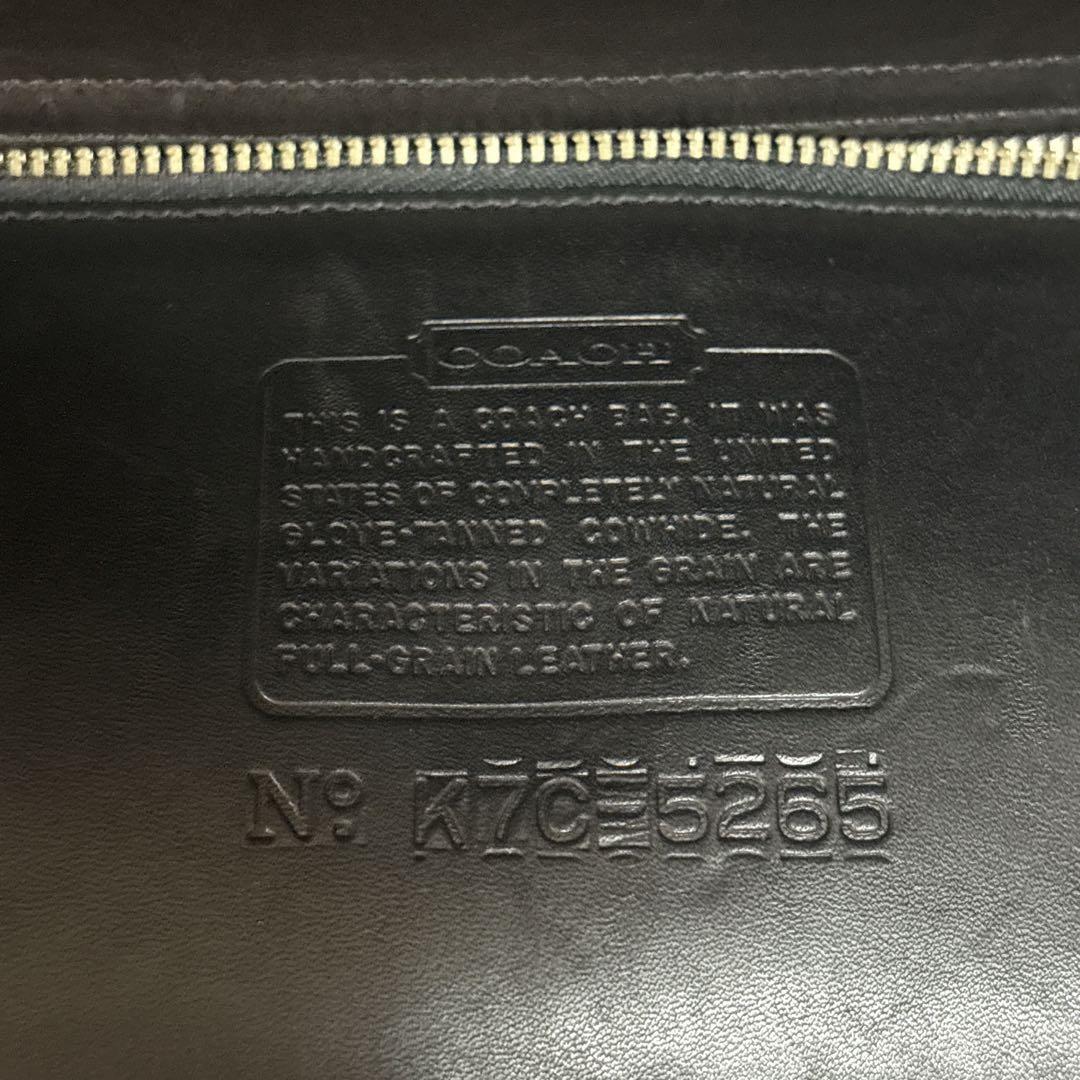 COACH
THIS IS A COACH BAG. IT WAS
HANDCRAFTED IN THE UNITED
STATES OF COMPLETELY NATURAL
GLOVE-TANNED COWHIDE. THE
VARIATIONS IN THE GRAIN ARE
CHARACTERISTIC OF NATURAL
FULL-GRAIN LEATHER.
No. K7C-5265